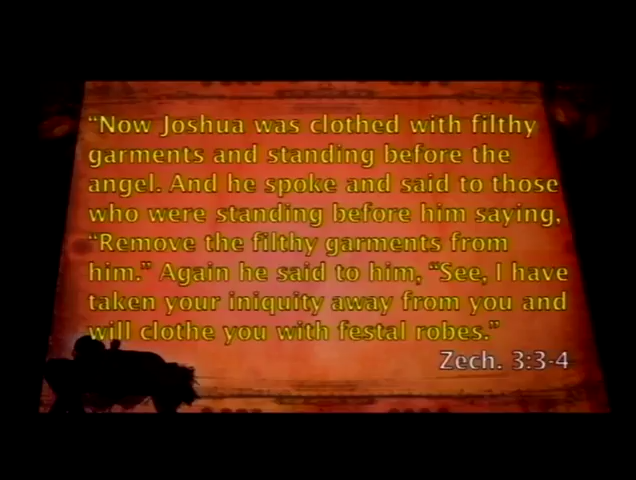 “Now Joshua was clothed with filthy
garments and standing before the
angel. And he spoke and said to those
who were standing before him saying,
“Remove the filthy garments from
him.” Again he said to him, “See, I have
taken your iniquity away from you and
will clothe you with festal robes.”
Zech. 3:3-4